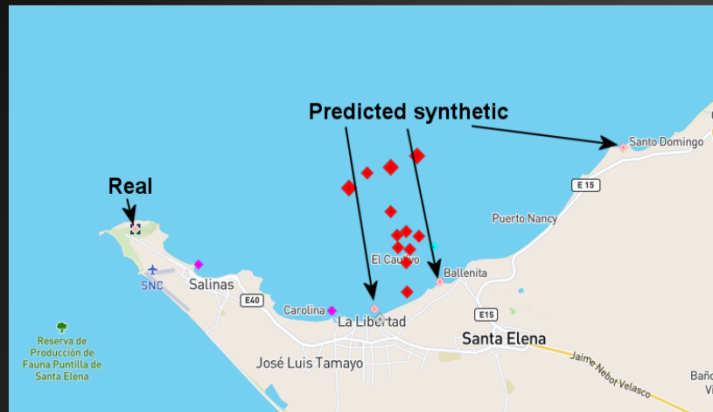 Predicted synthetic
Santo Domingo
Real
E 15
Puerto Nancy
El Cautivo
SNC
Salinas
Ballenita
E40
Carolina
La Libertad
E15
Santa Elena
Reserva de
Producción de
Fauna Puntilla de
Santa Elena
José Luis Tamayo
Jaime Nebot Velasco